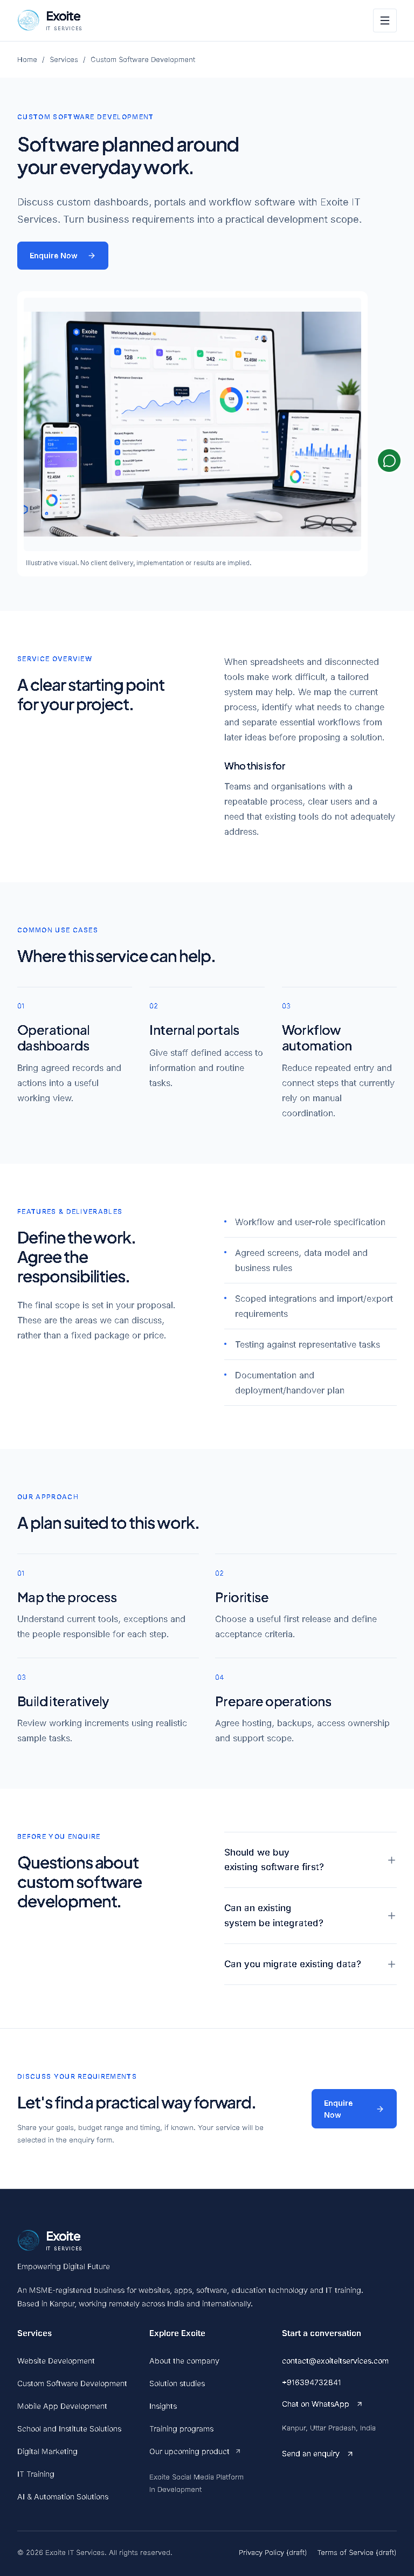 Exoite
IT SERVICES
Home / Services / Custom Software Development
CUSTOM SOFTWARE DEVELOPMENT
Software planned around
your everyday work.
Discuss custom dashboards, portals and workflow software with Exoite IT
Services. Turn business requirements into a practical development scope.
Enquire Now
Exoite
Welcome back, Admin
Illustrative visual. No client delivery, implementation or results are implied.
SERVICE OVERVIEW
A clear starting point
for your project.
When spreadsheets and disconnected
tools make work difficult, a tailored
system may help. We map the current
process, identify what needs to change
and separate essential workflows from
later ideas before proposing a solution.
Who this is for
Teams and organisations with a
repeatable process, clear users and a
need that existing tools do not adequately
address.
COMMON USE CASES
Where this service can help.
01
Operational
dashboards
Bring agreed records and
actions into a useful
working view.
02
Internal portals
Give staff defined access to
information and routine
tasks.
03
Workflow
automation
Reduce repeated entry and
connect steps that currently
rely on manual
coordination.
FEATURES & DELIVERABLES
Define the work.
Agree the
responsibilities.
The final scope is set in your proposal.
These are the areas we can discuss,
rather than a fixed package or price.
Workflow and user-role specification
Agreed screens, data model and
business rules
Scoped integrations and import/export
requirements
Testing against representative tasks
Documentation and
deployment/handover plan
OUR APPROACH
A plan suited to this work.
01
Map the process
Understand current tools, exceptions and
the people responsible for each step.
02
Prioritise
Choose a useful first release and define
acceptance criteria.
03
Build iteratively
Review working increments using realistic
sample tasks.
04
Prepare operations
Agree hosting, backups, access ownership
and support scope.
BEFORE YOU ENQUIRE
Questions about
custom software
development.
Should we buy
existing software first?
Can an existing
system be integrated?
Can you migrate existing data?
DISCUSS YOUR REQUIREMENTS
Let's find a practical way forward.
Share your goals, budget range and timing, if known. Your service will be
selected in the enquiry form.
Enquire
Now
Exoite
IT SERVICES
Empowering Digital Future
An MSME-registered business for websites, apps, software, education technology and IT training.
Based in Kanpur, working remotely across India and internationally.
Services
Website Development
Custom Software Development
Mobile App Development
School and Institute Solutions
Digital Marketing
IT Training
AI & Automation Solutions
Explore Exoite
About the company
Solution studies
Insights
Training programs
Our upcoming product
Exoite Social Media Platform
In Development
Start a conversation
contact@exoiteitservices.com
+916394732841
Chat on WhatsApp
Kanpur, Uttar Pradesh, India
Send an enquiry
© 2026 Exoite IT Services. All rights reserved.
Privacy Policy (draft) Terms of Service (draft)